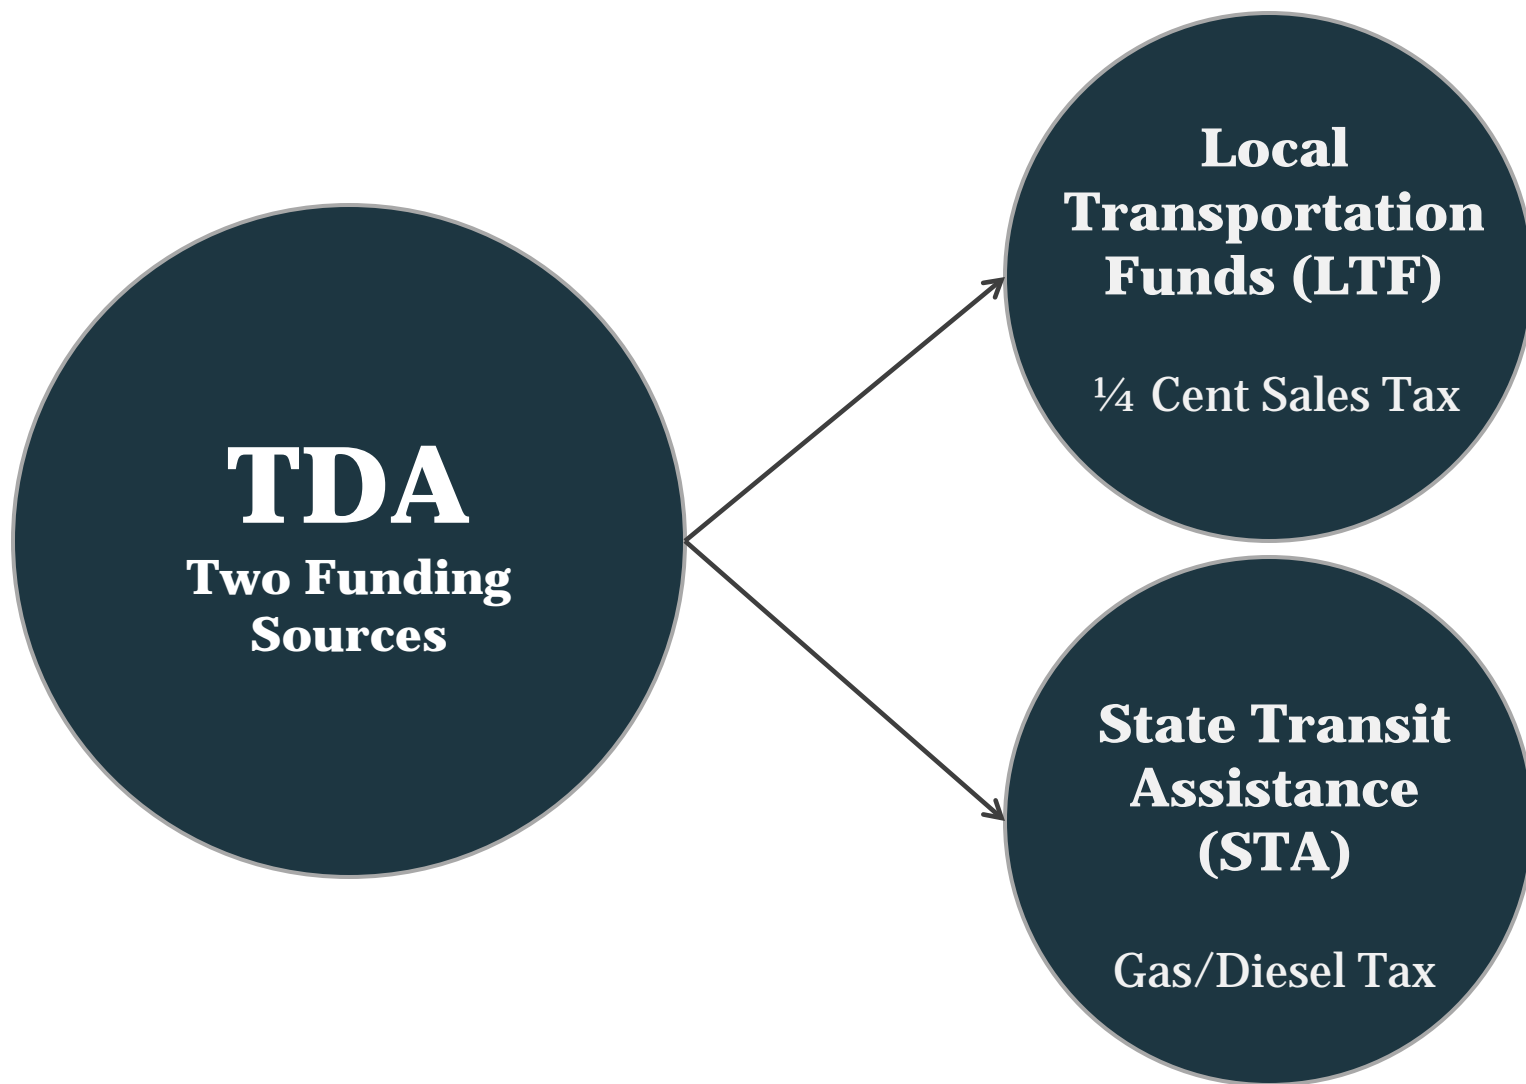 TDA
Two Funding
Sources
Local
Transportation
Funds (LTF)
¼ Cent Sales Tax
State Transit
Assistance
(STA)
Gas/Diesel Tax